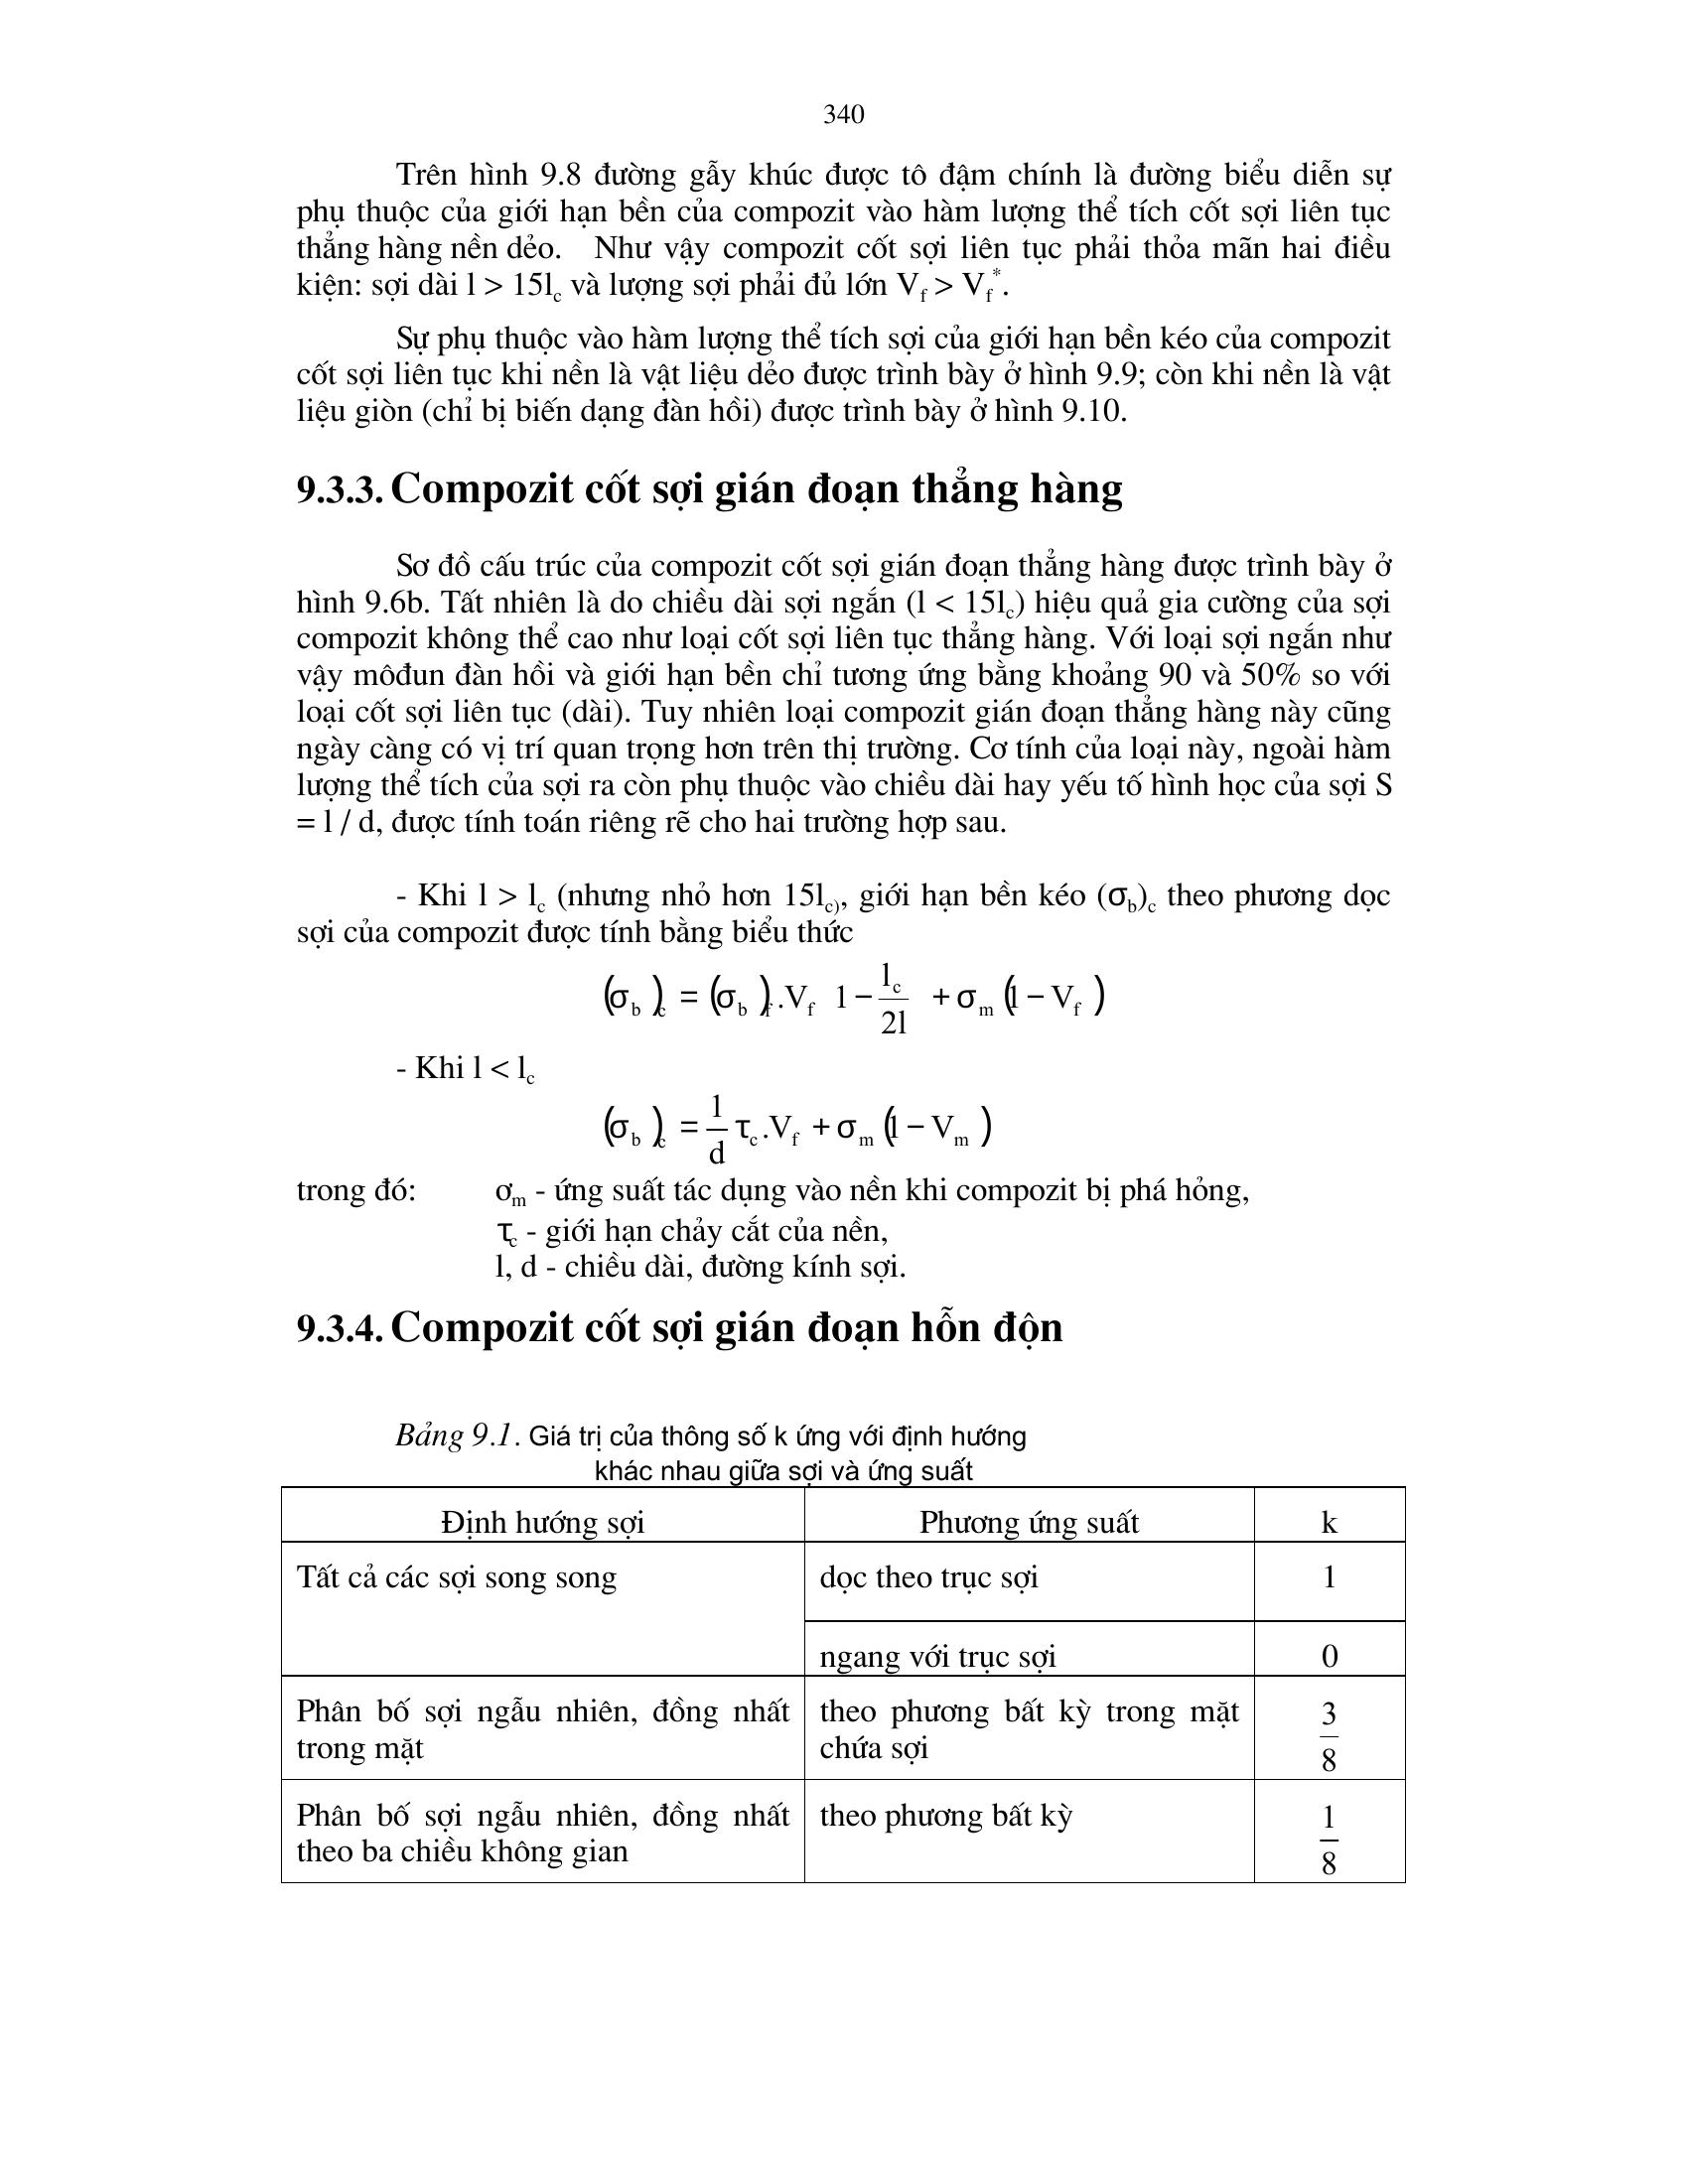 340
Trên hình 9.8 đường gẫy khúc được tô đậm chính là đường biểu diễn sự
phụ thuộc của giới hạn bền của compozit vào hàm lượng thể tích cốt sợi liên tục
thẳng hàng nền dẻo. Như vậy compozit cốt sợi liên tục phải thỏa mãn hai điều
kiện: sợi dài l > 15l_c và lượng sợi phải đủ lớn V_f > V_f^*.
Sự phụ thuộc vào hàm lượng thể tích sợi của giới hạn bền kéo của compozit
cốt sợi liên tục khi nền là vật liệu dẻo được trình bày ở hình 9.9; còn khi nền là vật
liệu giòn (chỉ bị biến dạng đàn hồi) được trình bày ở hình 9.10.
9.3.3. Compozit cốt sợi gián đoạn thẳng hàng
Sơ đồ cấu trúc của compozit cốt sợi gián đoạn thẳng hàng được trình bày ở
hình 9.6b. Tất nhiên là do chiều dài sợi ngắn (l < 15l_c) hiệu quả gia cường của sợi
compozit không thể cao như loại cốt sợi liên tục thẳng hàng. Với loại sợi ngắn như
vậy môđun đàn hồi và giới hạn bền chỉ tương ứng bằng khoảng 90 và 50% so với
loại cốt sợi liên tục (dài). Tuy nhiên loại compozit gián đoạn thẳng hàng này cũng
ngày càng có vị trí quan trọng hơn trên thị trường. Cơ tính của loại này, ngoài hàm
lượng thể tích của sợi ra còn phụ thuộc vào chiều dài hay yếu tố hình học của sợi S
= l / d, được tính toán riêng rẽ cho hai trường hợp sau.
- Khi l > l_c (nhưng nhỏ hơn 15l_c), giới hạn bền kéo (σ_b)_c theo phương dọc
sợi của compozit được tính bằng biểu thức
(σ_b)_c = (σ_b)_f .V_f 1 − l_c/2l + σ_m (1 − V_f)
- Khi l < l_c
(σ_b)_c = 1/d τ_c .V_f + σ_m (1 − V_m)
trong đó: σ_m - ứng suất tác dụng vào nền khi compozit bị phá hỏng,
τ_c - giới hạn chảy cắt của nền,
l, d - chiều dài, đường kính sợi.
9.3.4. Compozit cốt sợi gián đoạn hỗn độn
Bảng 9.1. Giá trị của thông số k ứng với định hướng
khác nhau giữa sợi và ứng suất
Định hướng sợi Phương ứng suất k
Tất cả các sợi song song dọc theo trục sợi 1
ngang với trục sợi 0
Phân bố sợi ngẫu nhiên, đồng nhất theo phương bất kỳ trong mặt 3/8
trong mặt chứa sợi
Phân bố sợi ngẫu nhiên, đồng nhất theo phương bất kỳ 1/8
theo ba chiều không gian